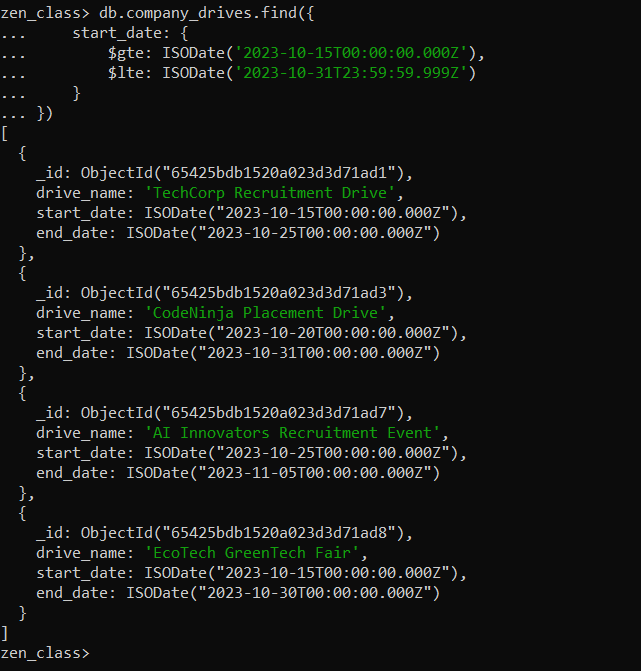 zen_class> db.company_drives.find({
...     start_date: {
...         $gte: ISODate('2023-10-15T00:00:00.000Z'),
...         $lte: ISODate('2023-10-31T23:59:59.999Z')
...     }
... })
[
  {
    _id: ObjectId("65425bdb1520a023d3d71ad1"),
    drive_name: 'TechCorp Recruitment Drive',
    start_date: ISODate("2023-10-15T00:00:00.000Z"),
    end_date: ISODate("2023-10-25T00:00:00.000Z")
  },
  {
    _id: ObjectId("65425bdb1520a023d3d71ad3"),
    drive_name: 'CodeNinja Placement Drive',
    start_date: ISODate("2023-10-20T00:00:00.000Z"),
    end_date: ISODate("2023-10-31T00:00:00.000Z")
  },
  {
    _id: ObjectId("65425bdb1520a023d3d71ad7"),
    drive_name: 'AI Innovators Recruitment Event',
    start_date: ISODate("2023-10-25T00:00:00.000Z"),
    end_date: ISODate("2023-11-05T00:00:00.000Z")
  },
  {
    _id: ObjectId("65425bdb1520a023d3d71ad8"),
    drive_name: 'EcoTech GreenTech Fair',
    start_date: ISODate("2023-10-15T00:00:00.000Z"),
    end_date: ISODate("2023-10-30T00:00:00.000Z")
  }
]
zen_class>